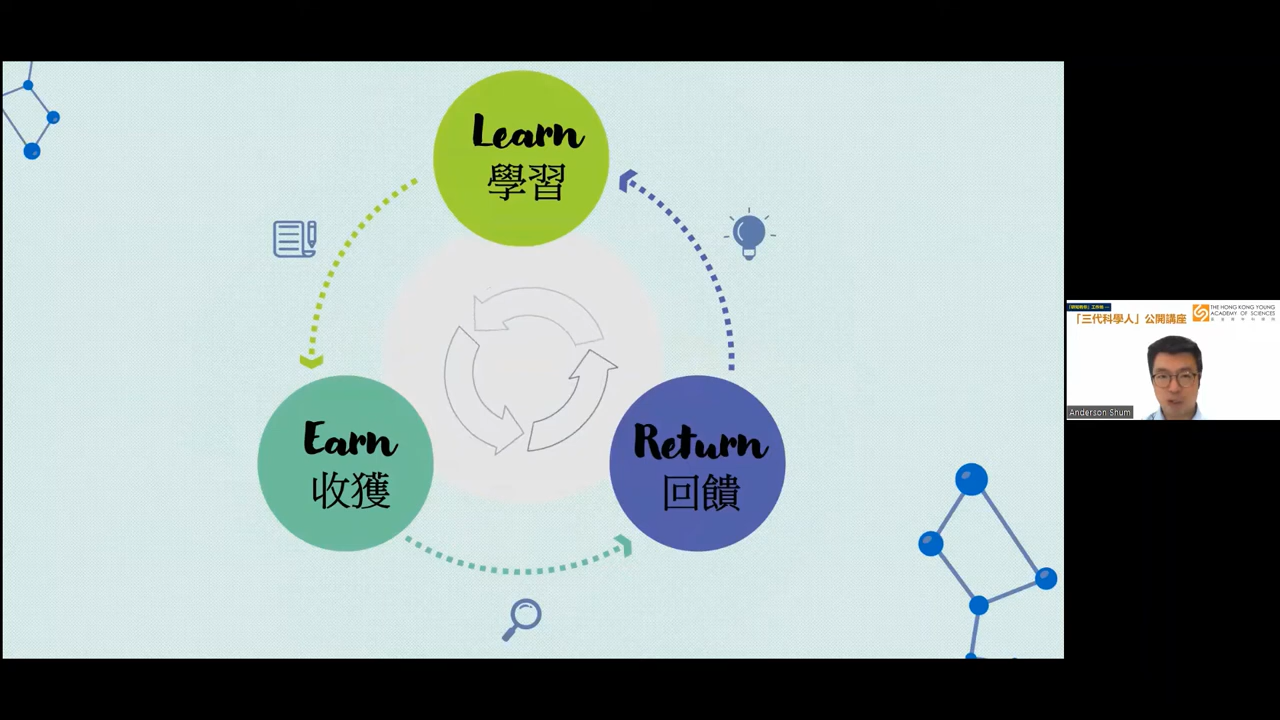 Learn
學習
Earn
收獲
Return
回饋
「三代科學人」公開講座
THE HONG KONG YOUNG
ACADEMY OF SCIENCES
Anderson Shum